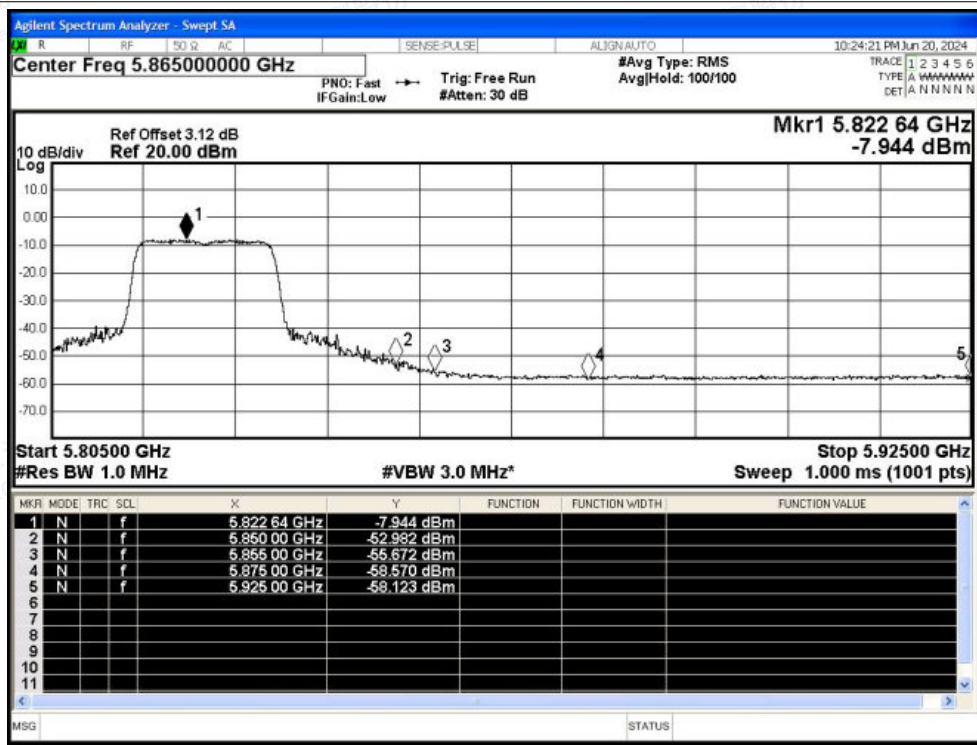 Agilent Spectrum Analyzer - Swept SA
LXI R RF 50 Ω AC SENSE:PULSE ALIGNAUTO 10:24:21 PM Jun 20, 2024
Center Freq 5.865000000 GHz
PNO: Fast
IFGain:Low
Trig: Free Run
#Atten: 30 dB
#Avg Type: RMS
Avg|Hold: 100/100
TRACE 1 2 3 4 5 6
TYPE A WWWWW
DET A N N N N N
Ref Offset 3.12 dB
10 dB/div Ref 20.00 dBm
Log
Mkr1 5.822 64 GHz
-7.944 dBm
10.0
0.00
-10.0
-20.0
-30.0
-40.0
-50.0
-60.0
-70.0
1
2
3
4
5
Start 5.80500 GHz Stop 5.92500 GHz
#Res BW 1.0 MHz #VBW 3.0 MHz* Sweep 1.000 ms (1001 pts)
MKR MODE TRC SCL X Y FUNCTION FUNCTION WIDTH FUNCTION VALUE
1 N f 5.822 64 GHz -7.944 dBm
2 N f 5.850 00 GHz -52.982 dBm
3 N f 5.855 00 GHz -55.672 dBm
4 N f 5.875 00 GHz -58.570 dBm
5 N f 5.925 00 GHz -58.123 dBm
6
7
8
9
10
11
MSG STATUS